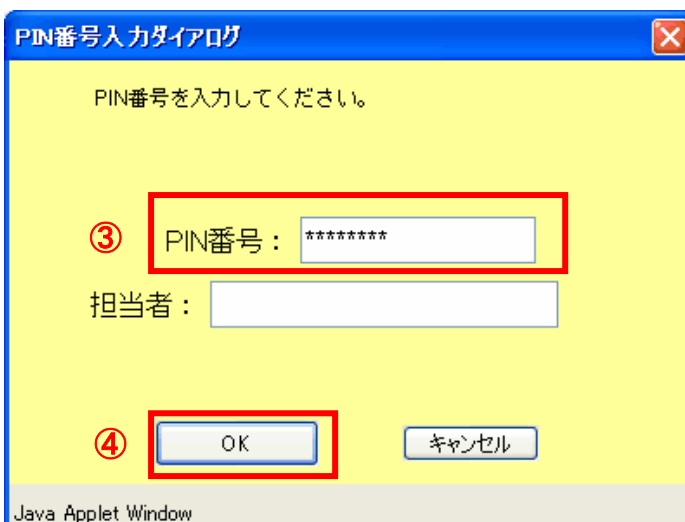 PIN番号入力ダイアログ
PIN番号を入力してください。
③ PIN番号： ********
担当者：
④ OK キャンセル
Java Applet Window